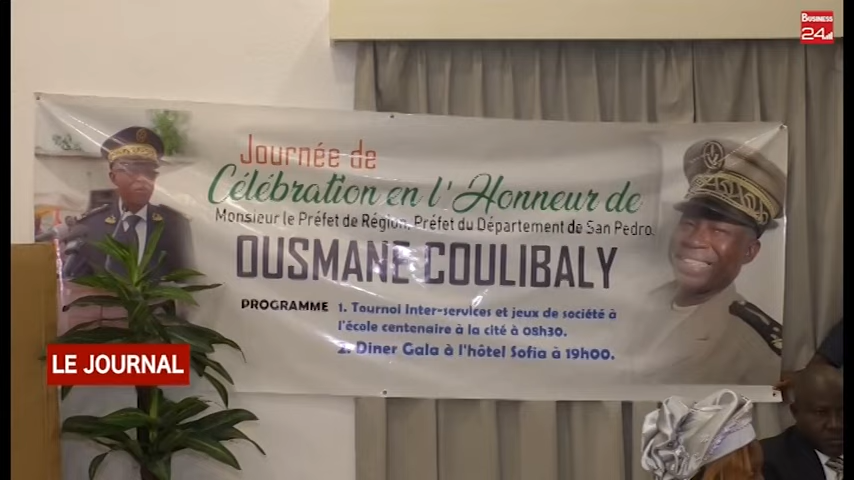 BUSINESS
24
Journée de
Célébration en l'Honneur de
Monsieur le Préfet de Région, Préfet du Département de San Pedro.
OUSMANE COULIBALY
PROGRAMME 1. Tournoi Inter-services et jeux de société à
l'école centenaire à la cité à 08h30.
2. Diner Gala à l'hôtel Sofia à 19h00.
LE JOURNAL